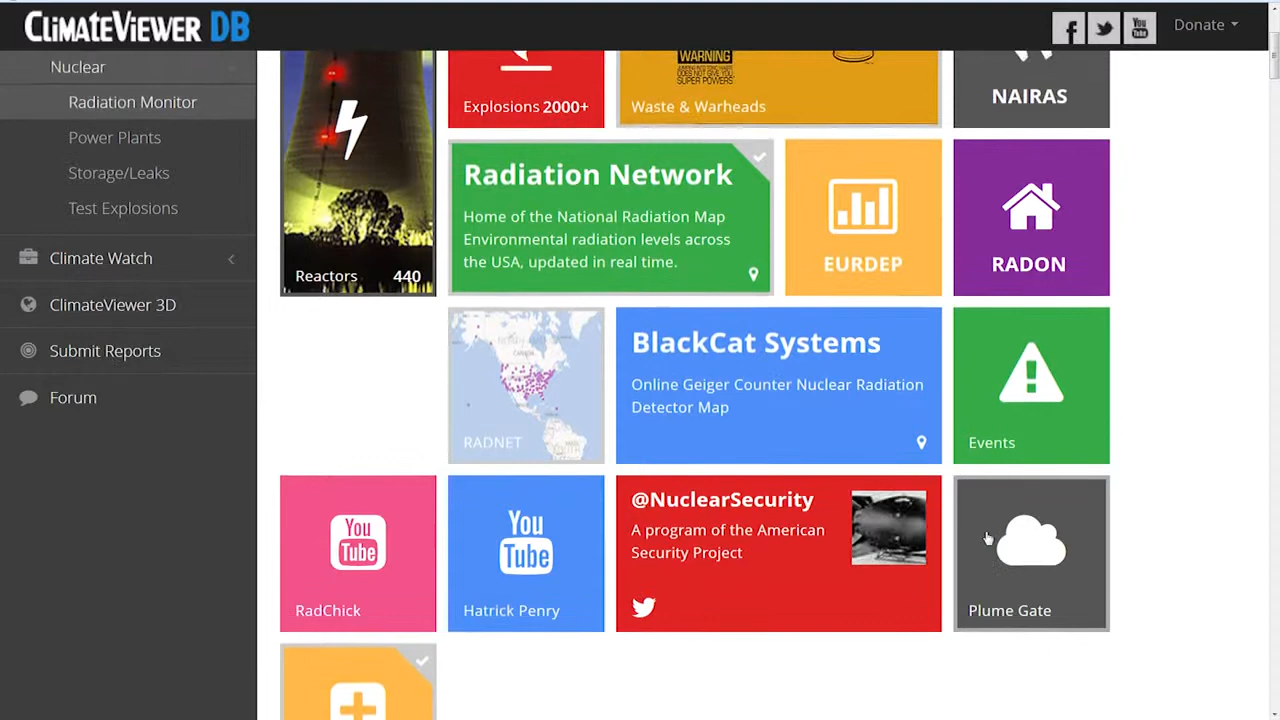 CLIMATEVIEWER DB
Donate
Nuclear
Radiation Monitor
Power Plants
Storage/Leaks
Test Explosions
Climate Watch
ClimateViewer 3D
Submit Reports
Forum
Reactors 440
Explosions 2000+
WARNING
Waste & Warheads
NAIRAS
Radiation Network
Home of the National Radiation Map
Environmental radiation levels across
the USA, updated in real time.
EURDEP
RADON
RADNET
BlackCat Systems
Online Geiger Counter Nuclear Radiation
Detector Map
Events
You
Tube
RadChick
You
Tube
Hatrick Penry
@NuclearSecurity
A program of the American
Security Project
Plume Gate